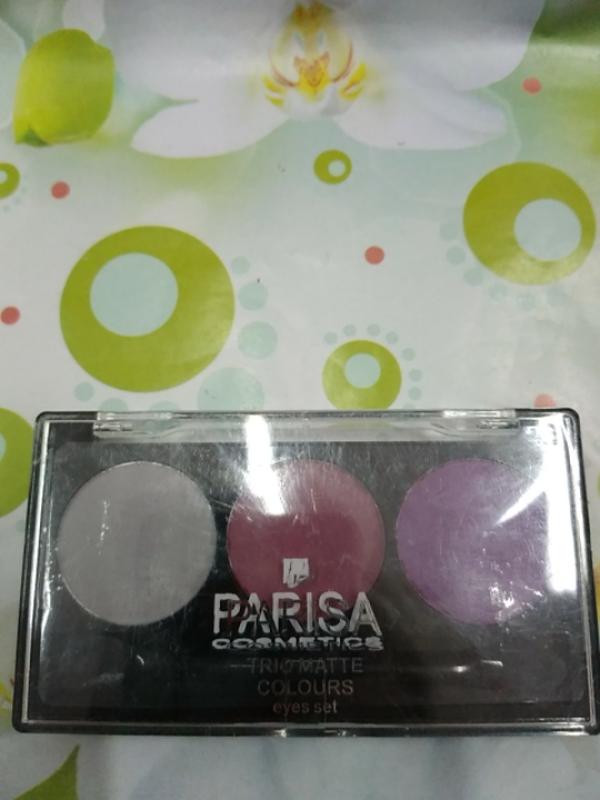 PARISA
COSMETICS
TRIO MATTE
COLOURS
eyes set